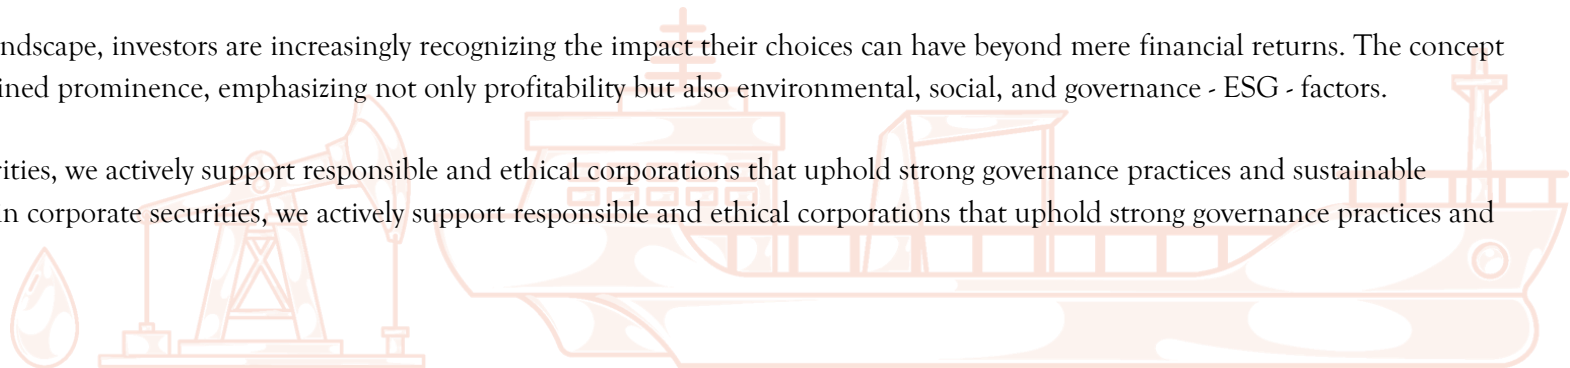 ndscape, investors are increasingly recognizing the impact their choices can have beyond mere financial returns. The concept
ined prominence, emphasizing not only profitability but also environmental, social, and governance - ESG - factors.
rities, we actively support responsible and ethical corporations that uphold strong governance practices and sustainable
in corporate securities, we actively support responsible and ethical corporations that uphold strong governance practices and